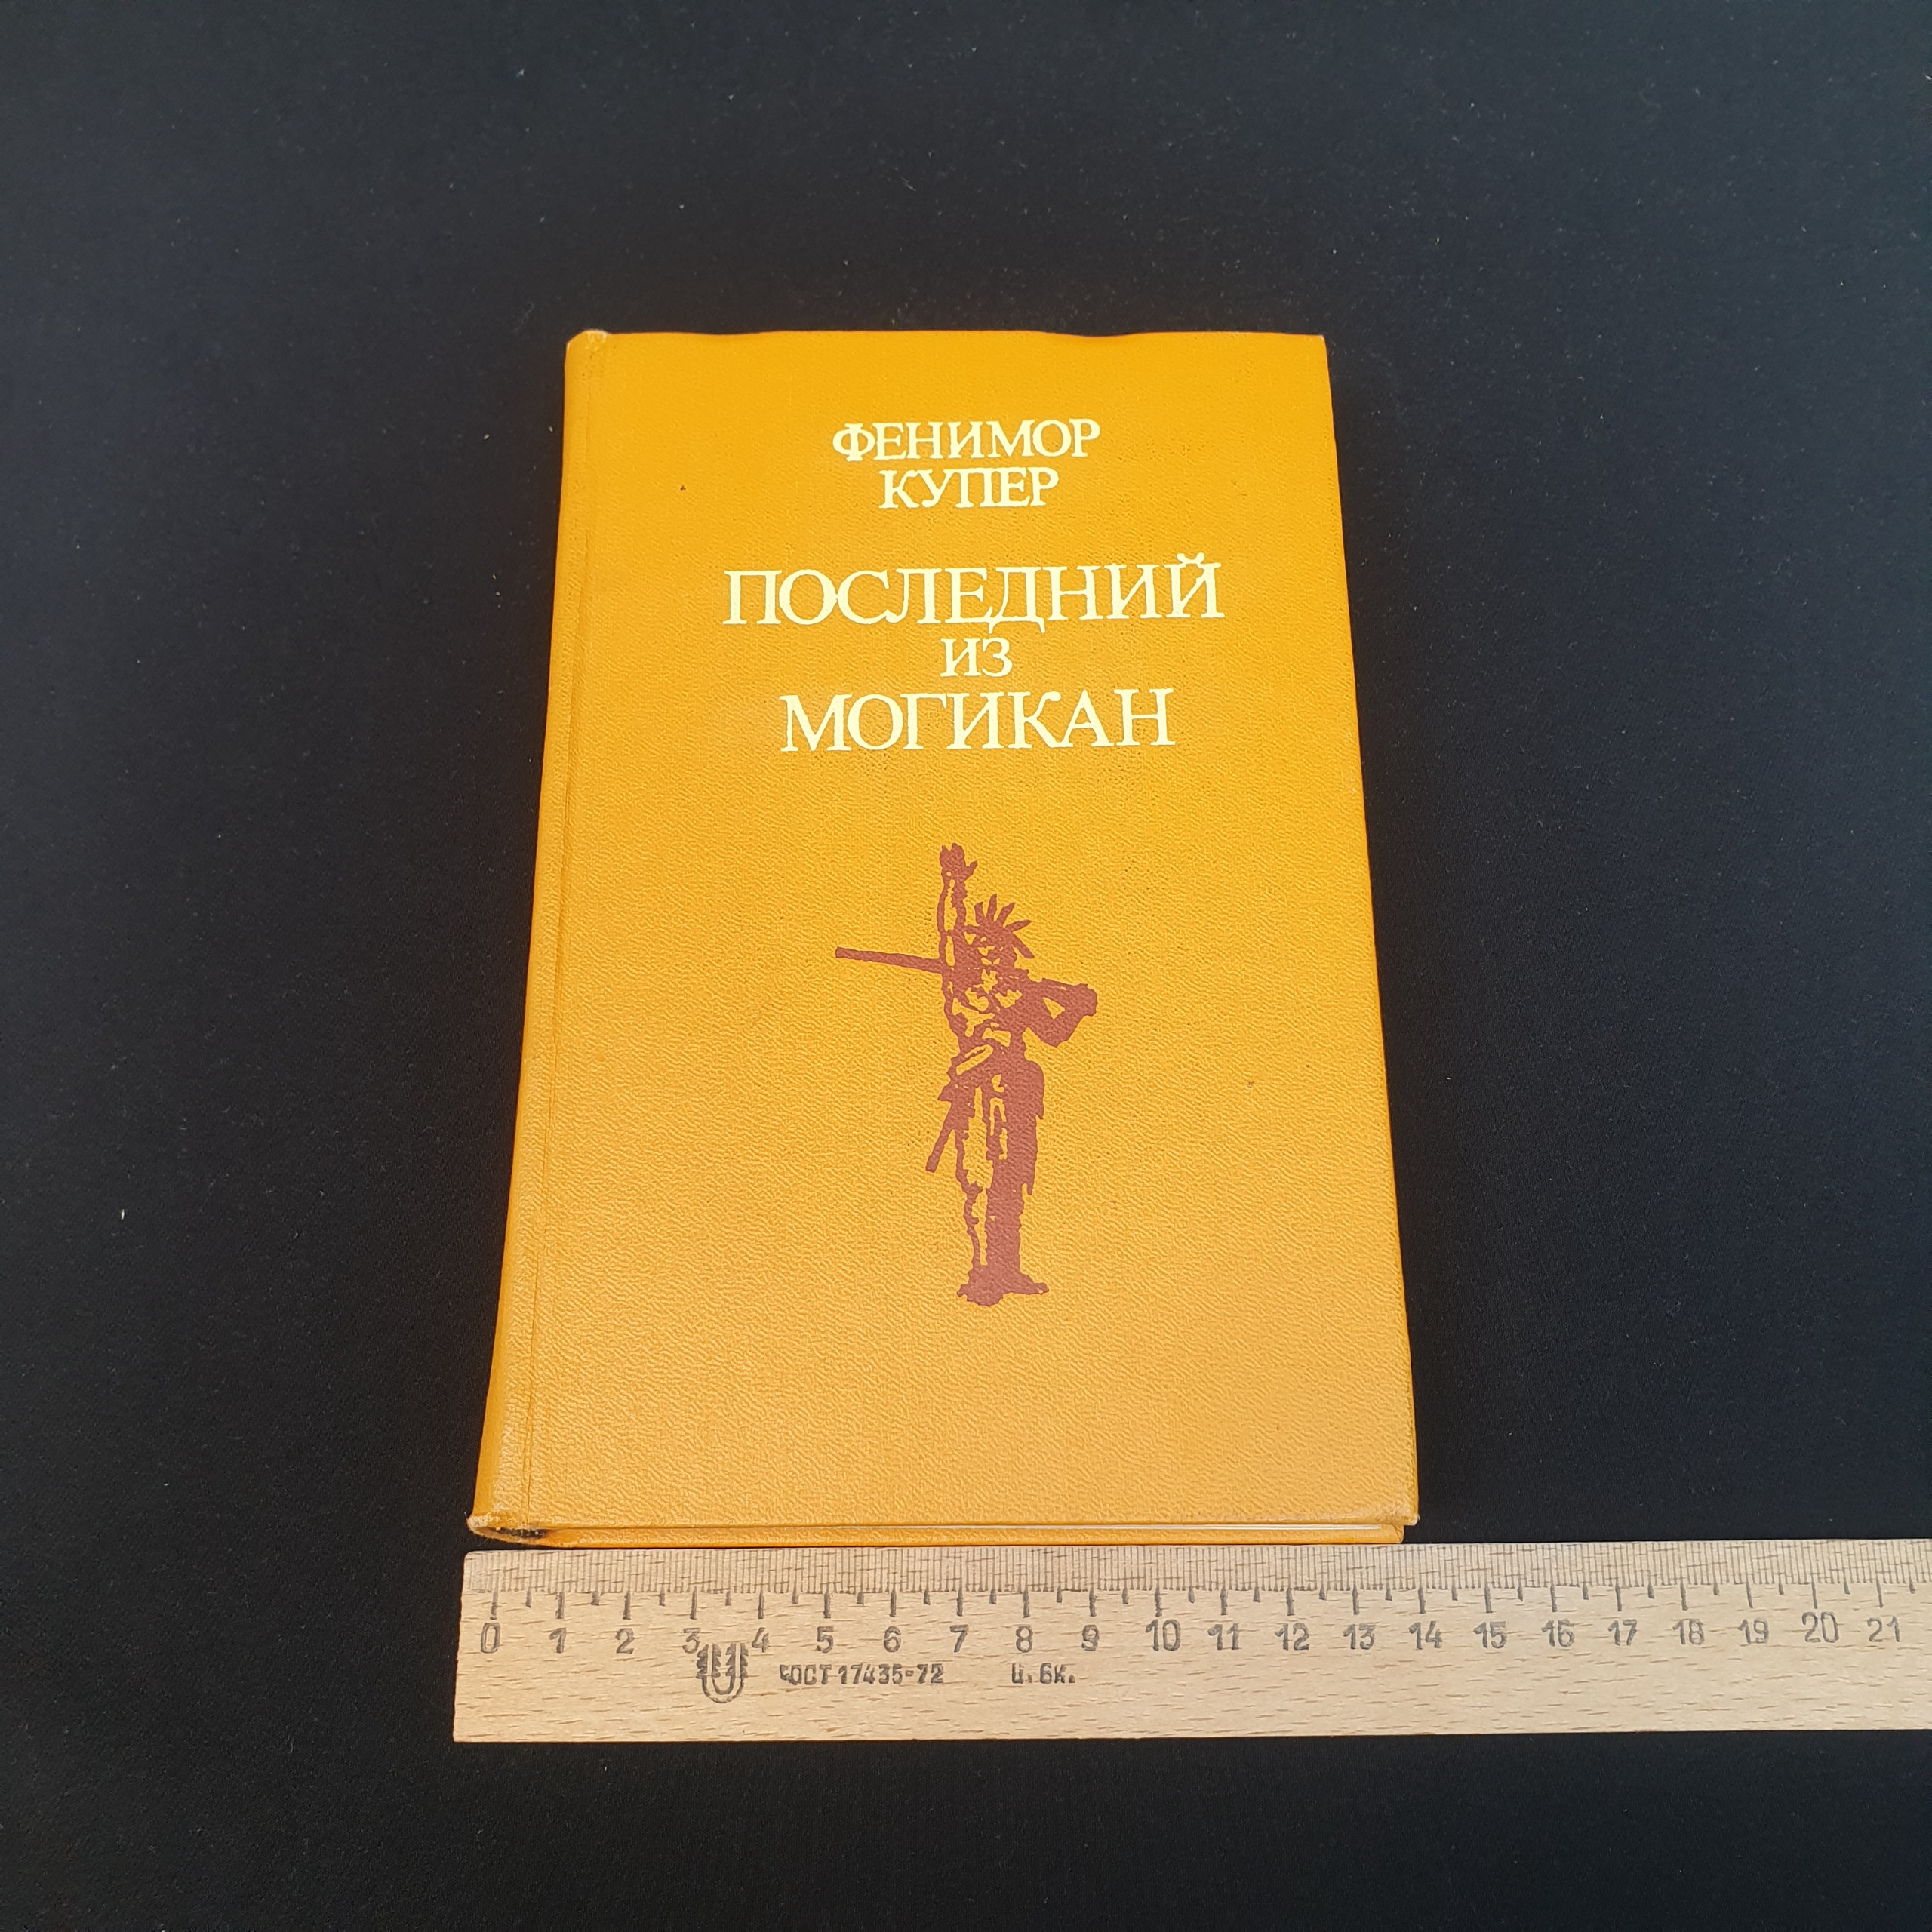 ФЕНИМОР
КУПЕР
ПОСЛЕДНИЙ
ИЗ
МОГИКАН
0 1 2 3 4 5 6 7 8 9 10 11 12 13 14 15 16 17 18 19 20 21
ГОСТ 17435-72 Ц. 6к.